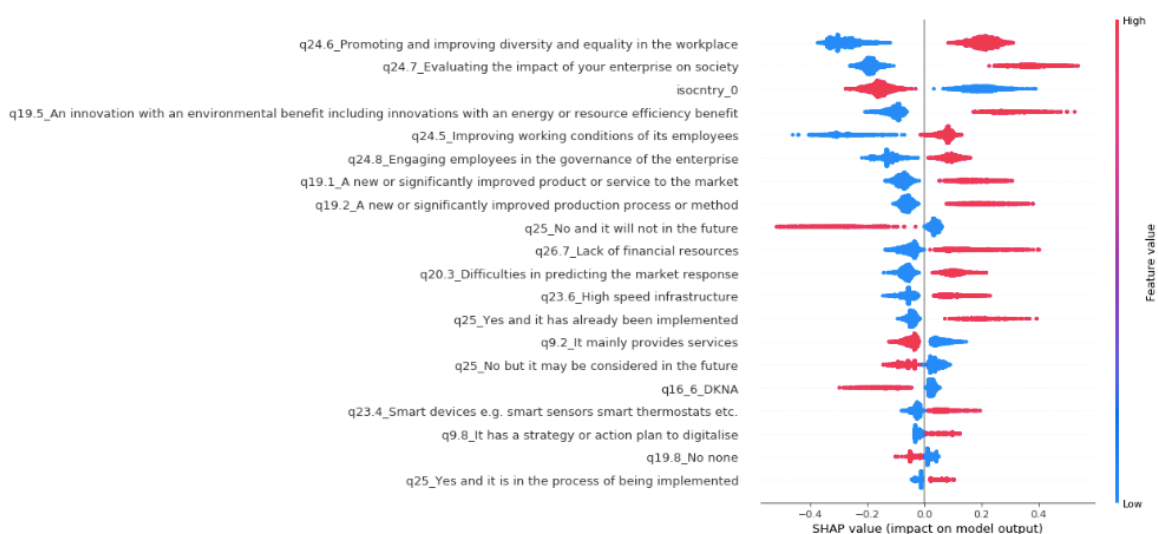 High
q24.6_Promoting and improving diversity and equality in the workplace
q24.7_Evaluating the impact of your enterprise on society
isocntry_0
q19.5_An innovation with an environmental benefit including innovations with an energy or resource efficiency benefit
q24.5_Improving working conditions of its employees
q24.8_Engaging employees in the governance of the enterprise
q19.1_A new or significantly improved product or service to the market
q19.2_A new or significantly improved production process or method
q25_No and it will not in the future
q26.7_Lack of financial resources
q20.3_Difficulties in predicting the market response
q23.6_High speed infrastructure
q25_Yes and it has already been implemented
q9.2_It mainly provides services
q25_No but it may be considered in the future
q16_6_DKNA
q23.4_Smart devices e.g. smart sensors smart thermostats etc.
q9.8_It has a strategy or action plan to digitalise
q19.8_No none
q25_Yes and it is in the process of being implemented
Feature value
Low
−0.4 −0.2 0.0 0.2 0.4
SHAP value (impact on model output)